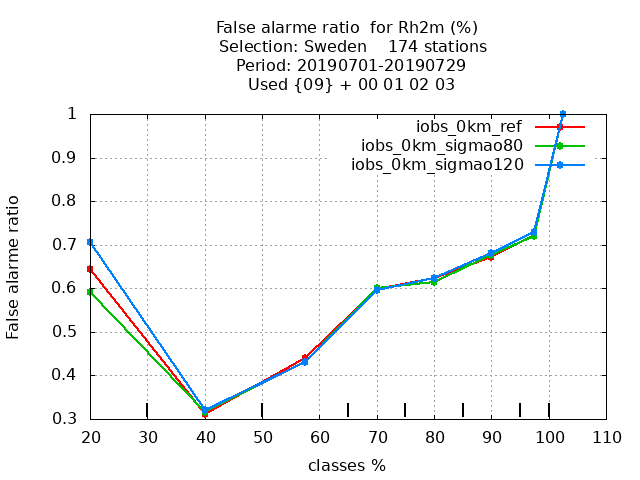 False alarme ratio  for Rh2m (%)
Selection: Sweden    174 stations
Period: 20190701-20190729
Used {09} + 00 01 02 03
iobs_0km_ref
iobs_0km_sigmao80
iobs_0km_sigmao120
False alarme ratio
1
0.9
0.8
0.7
0.6
0.5
0.4
0.3
20 30 40 50 60 70 80 90 100 110
classes %